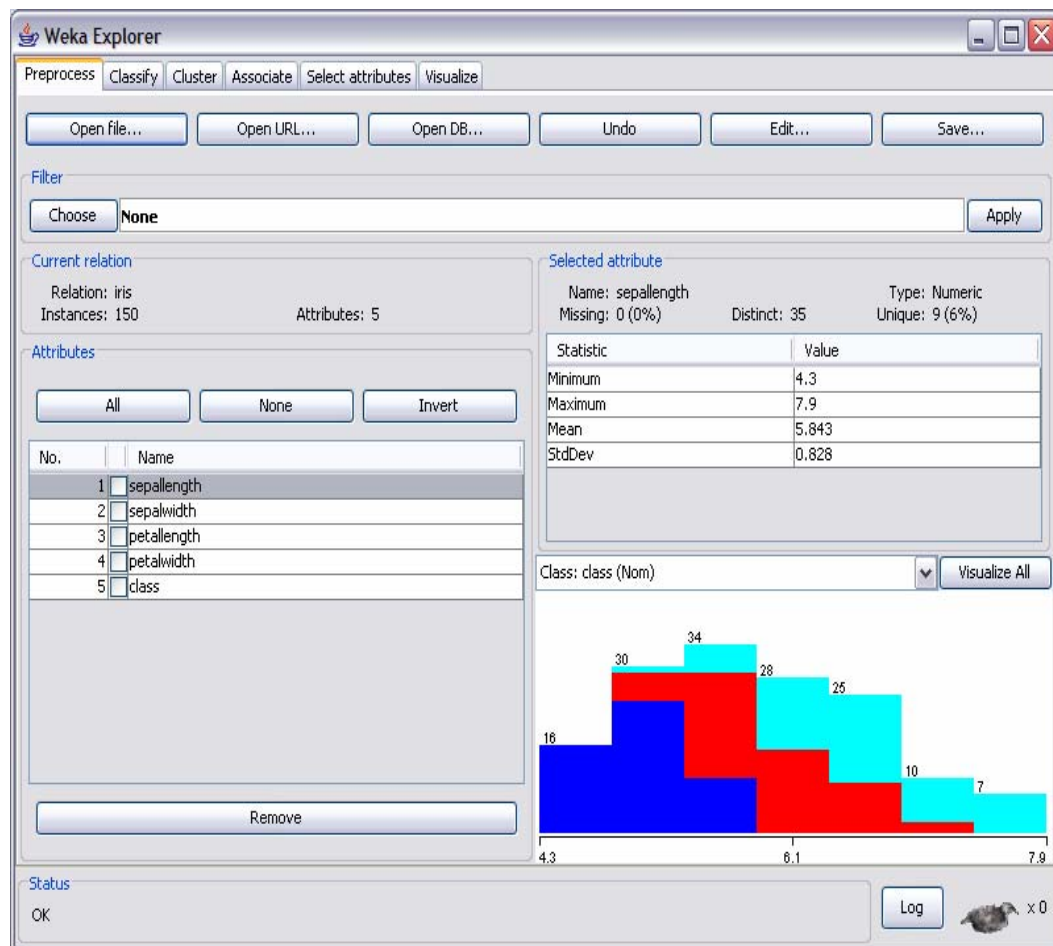 Weka Explorer
Preprocess Classify Cluster Associate Select attributes Visualize
Open file... Open URL... Open DB... Undo Edit... Save...
Filter
Choose None Apply
Current relation
Relation: iris
Instances: 150 Attributes: 5
Attributes
All None Invert
No. Name
1 sepallength
2 sepalwidth
3 petallength
4 petalwidth
5 class
Remove
Selected attribute
Name: sepallength Type: Numeric
Missing: 0 (0%) Distinct: 35 Unique: 9 (6%)
Statistic Value
Minimum 4.3
Maximum 7.9
Mean 5.843
StdDev 0.828
Class: class (Nom) Visualize All
16 30 34 28 25 10 7
4.3 6.1 7.9
Status
OK
Log x 0